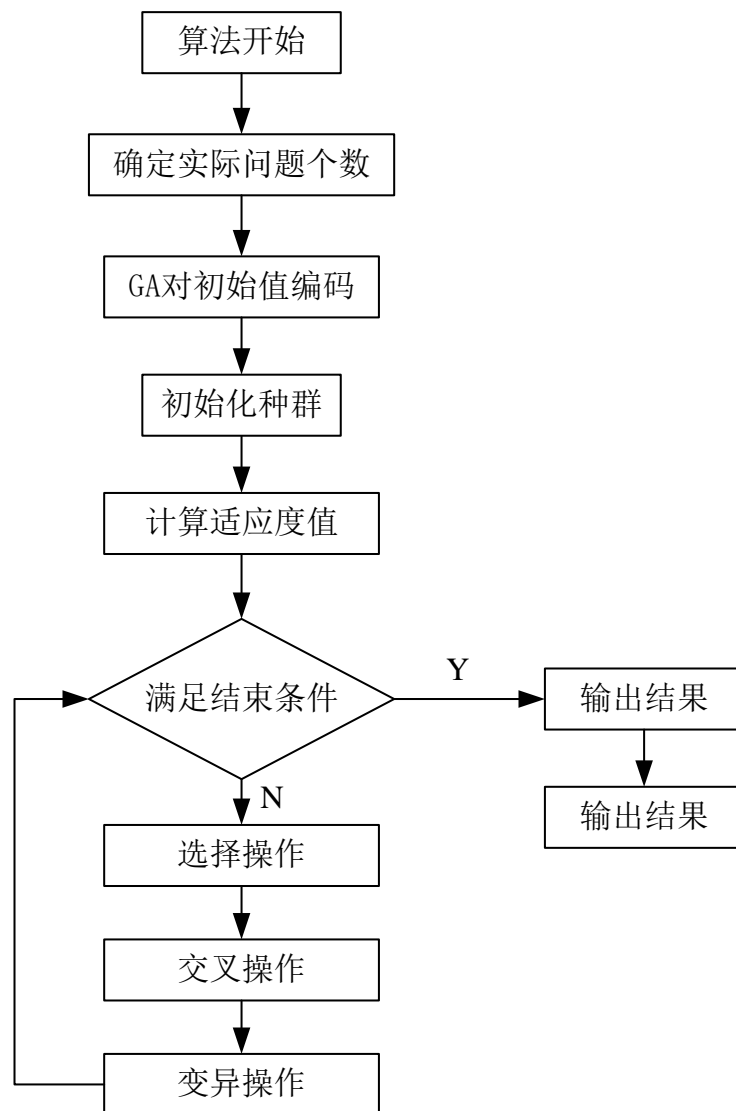 算法开始
确定实际问题个数
GA对初始值编码
初始化种群
计算适应度值
满足结束条件
Y
输出结果
输出结果
N
选择操作
交叉操作
变异操作